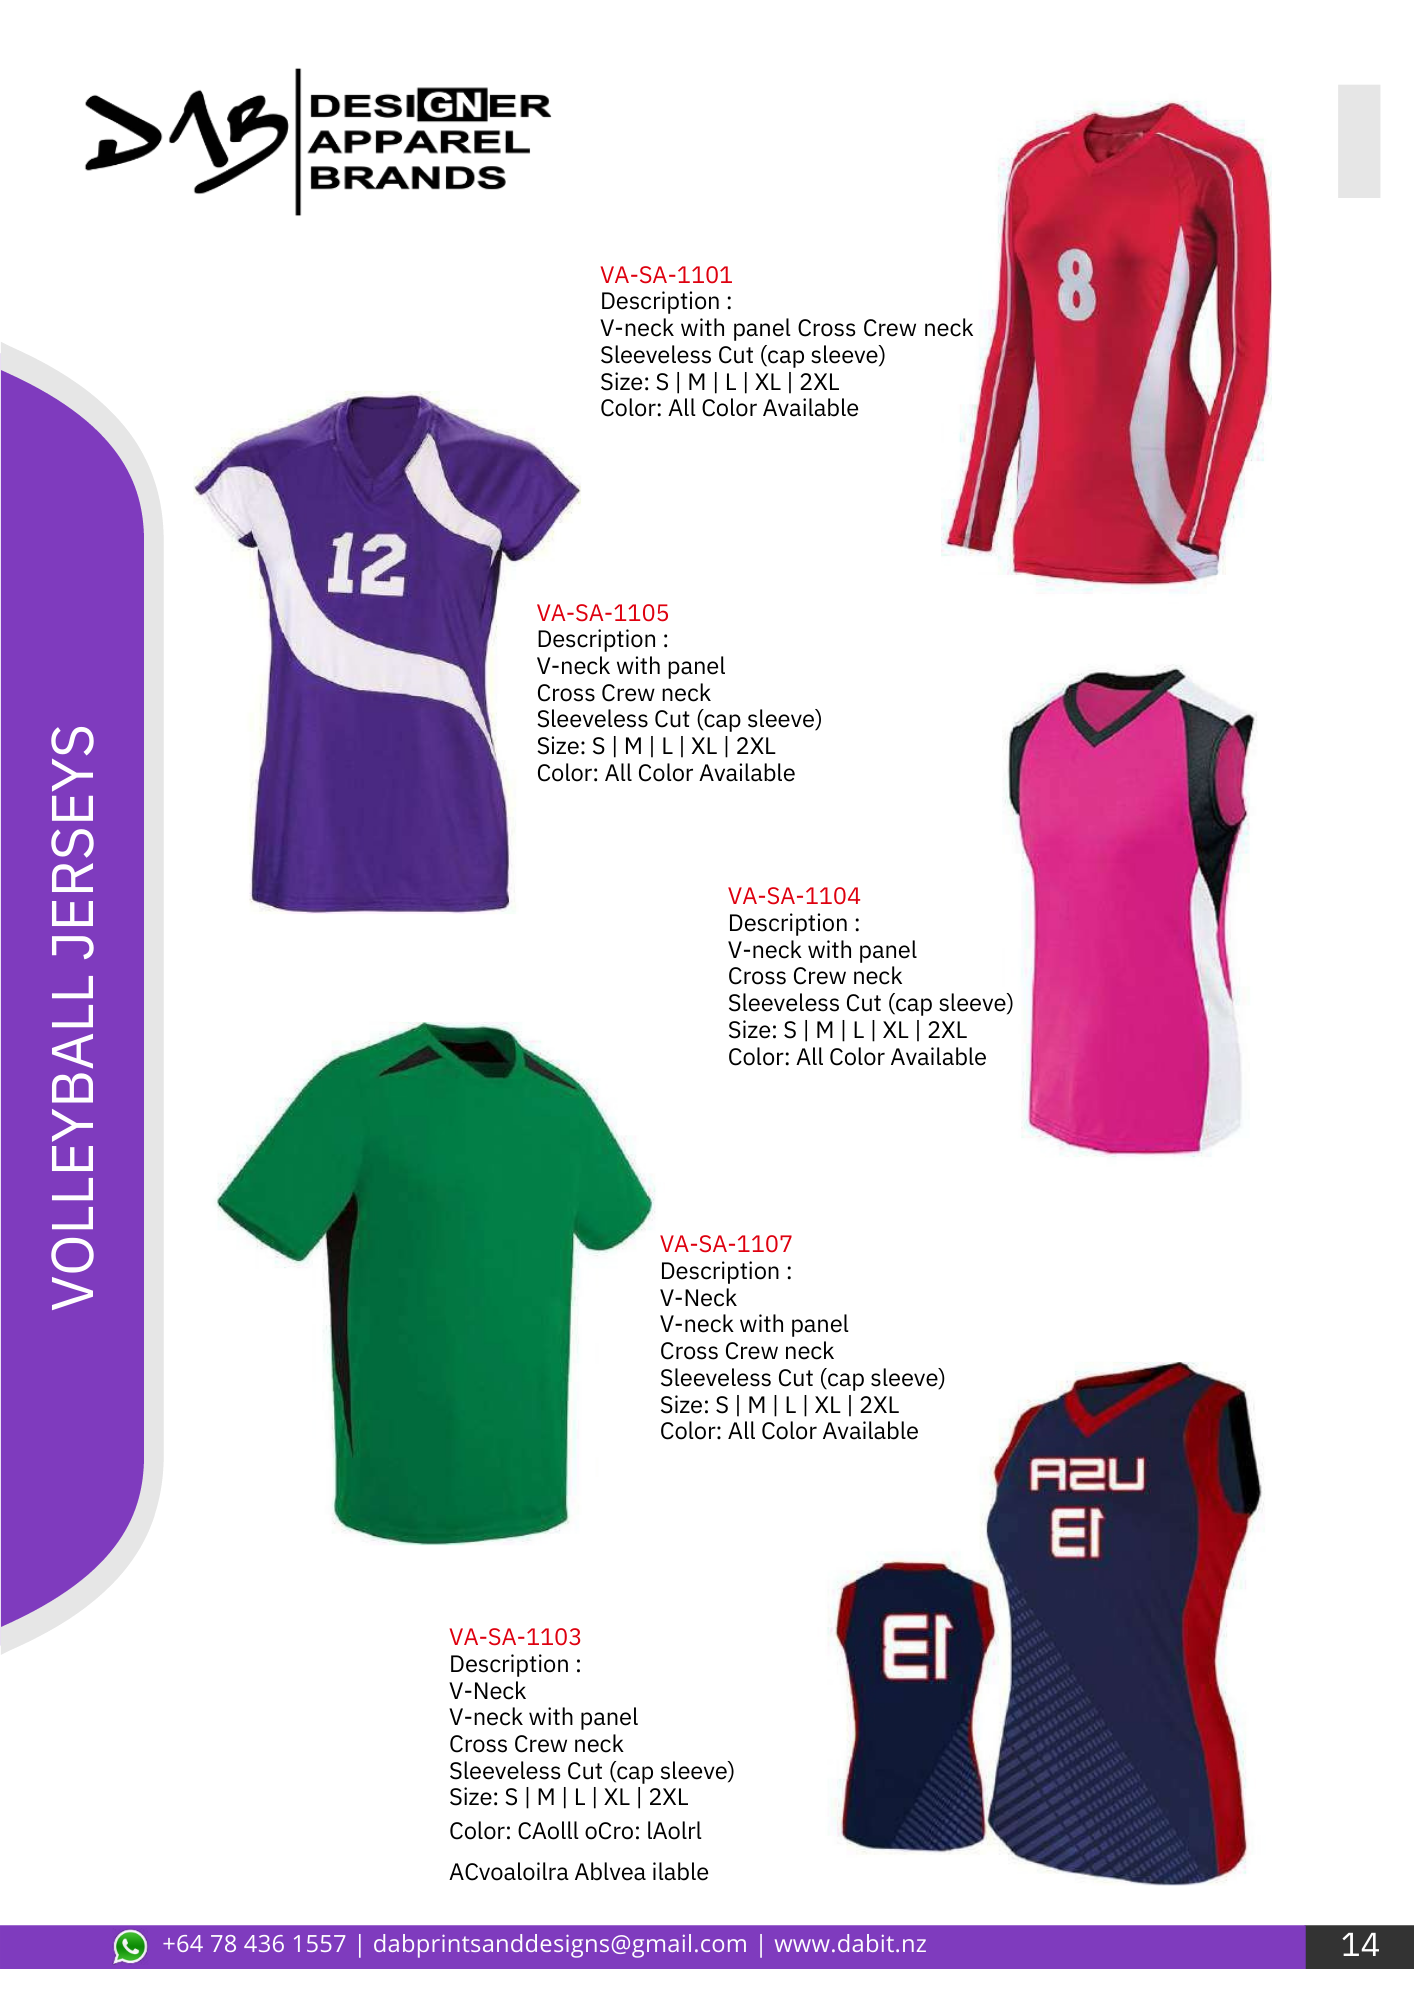 DAB
DESIGNER
APPAREL
BRANDS
8
VA-SA-1101
Description :
V-neck with panel Cross Crew neck
Sleeveless Cut (cap sleeve)
Size: S | M | L | XL | 2XL
Color: All Color Available
12
VA-SA-1105
Description :
V-neck with panel
Cross Crew neck
Sleeveless Cut (cap sleeve)
Size: S | M | L | XL | 2XL
Color: All Color Available
VOLLEYBALL JERSEYS
VA-SA-1104
Description :
V-neck with panel
Cross Crew neck
Sleeveless Cut (cap sleeve)
Size: S | M | L | XL | 2XL
Color: All Color Available
VA-SA-1107
Description :
V-Neck
V-neck with panel
Cross Crew neck
Sleeveless Cut (cap sleeve)
Size: S | M | L | XL | 2XL
Color: All Color Available
USA
13
13
VA-SA-1103
Description :
V-Neck
V-neck with panel
Cross Crew neck
Sleeveless Cut (cap sleeve)
Size: S | M | L | XL | 2XL
Color: CAolll oCro: lAolrl
ACvoaloilra Ablvea ilable
+64 78 436 1557 | dabprintsanddesigns@gmail.com | www.dabit.nz
14